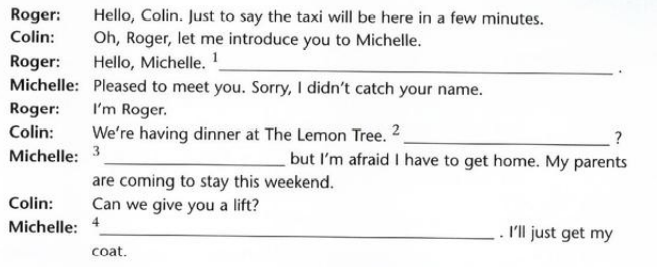 Roger: Hello, Colin. Just to say the taxi will be here in a few minutes.
Colin: Oh, Roger, let me introduce you to Michelle.
Roger: Hello, Michelle. 1 ______________________________ .
Michelle: Pleased to meet you. Sorry, I didn't catch your name.
Roger: I'm Roger.
Colin: We're having dinner at The Lemon Tree. 2 ____________________ ?
Michelle: 3 ____________________ but I'm afraid I have to get home. My parents
are coming to stay this weekend.
Colin: Can we give you a lift?
Michelle: 4 ______________________________ . I'll just get my
coat.